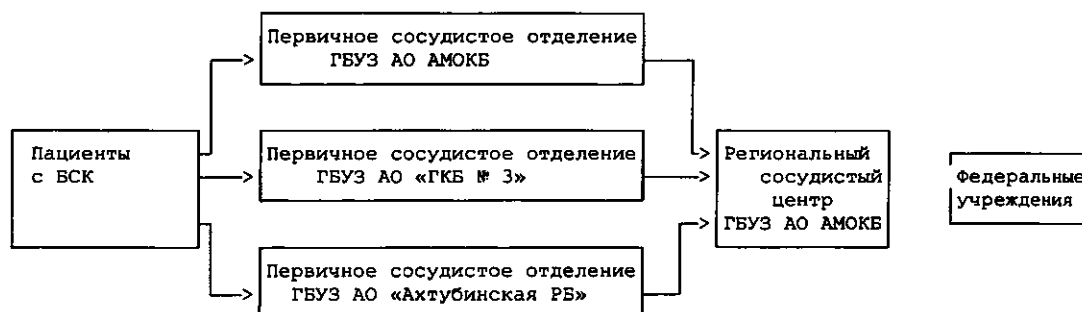 Первичное сосудистое отделение
ГБУЗ АО АМОКБ
Пациенты
с БСК
Первичное сосудистое отделение
ГБУЗ АО «ГКБ № 3»
Региональный
сосудистый
центр
ГБУЗ АО АМОКБ
Федеральные
учреждения
Первичное сосудистое отделение
ГБУЗ АО «Ахтубинская РБ»